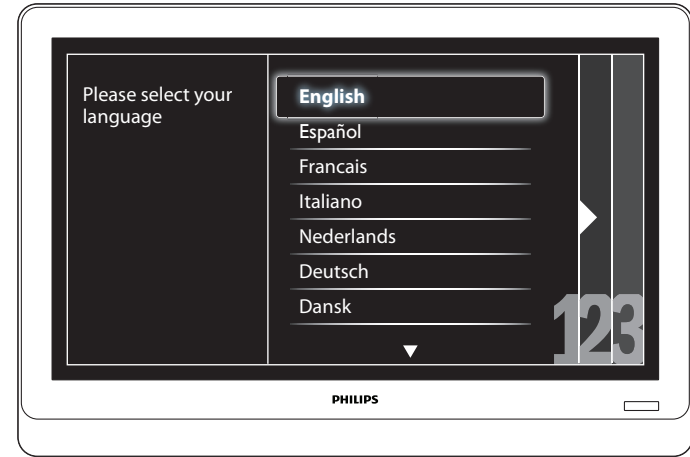 Please select your
language
English
Español
Francais
Italiano
Nederlands
Deutsch
Dansk
123
PHILIPS